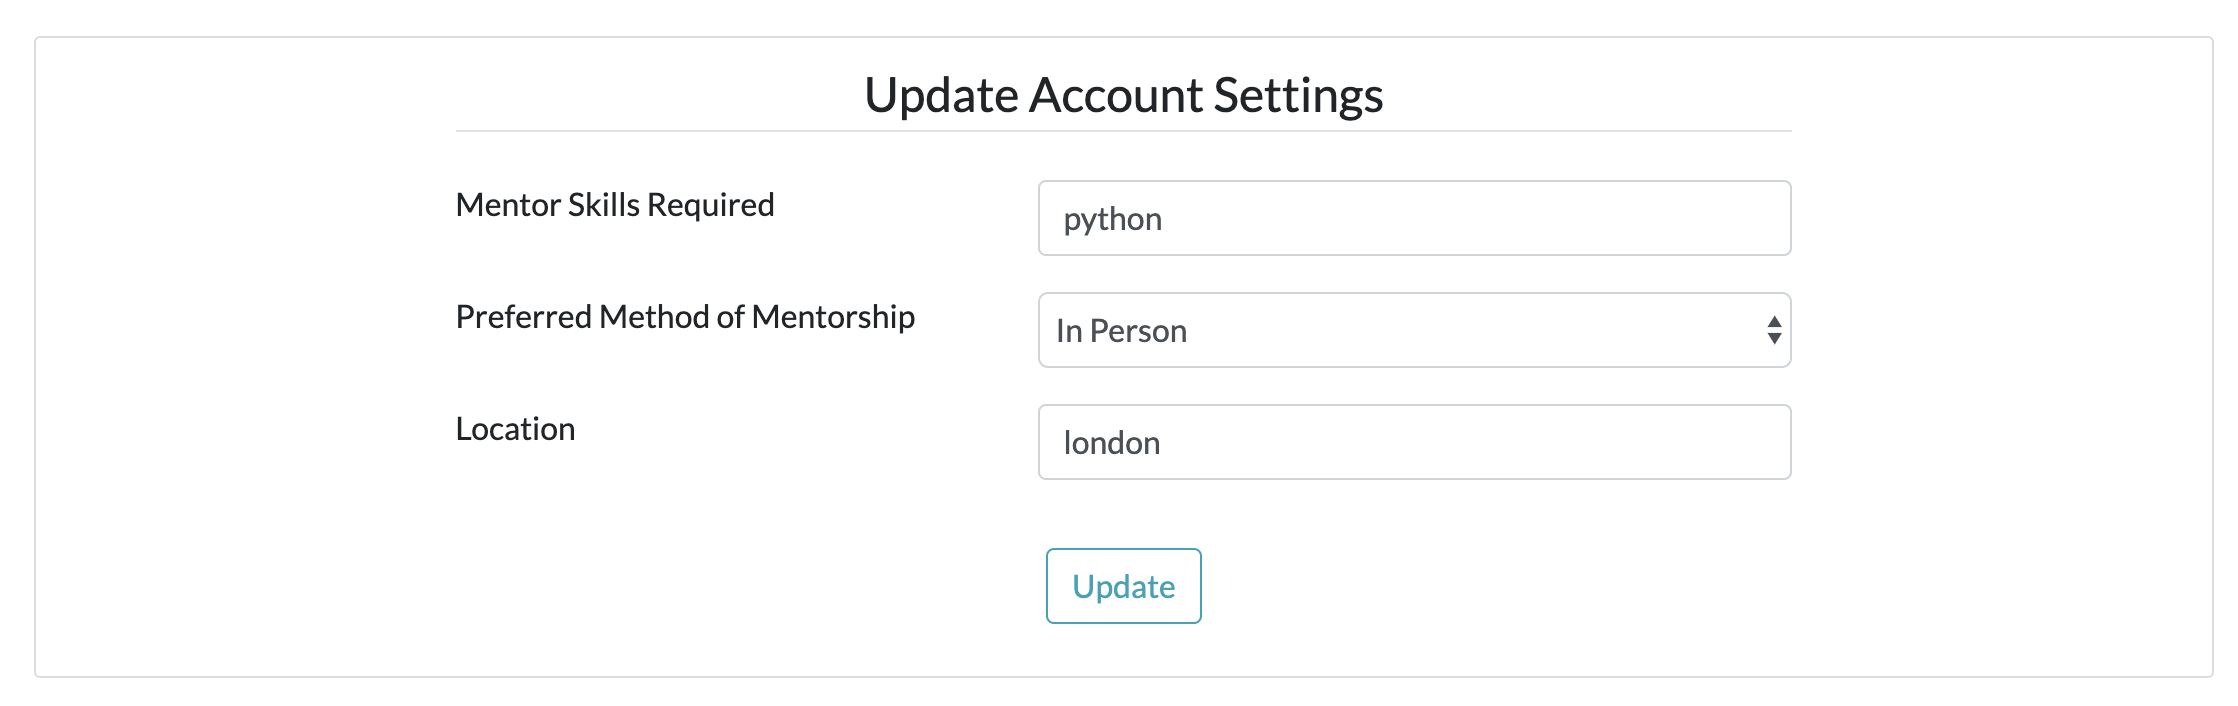 Update Account Settings
Mentor Skills Required
python
Preferred Method of Mentorship
In Person
Location
london
Update